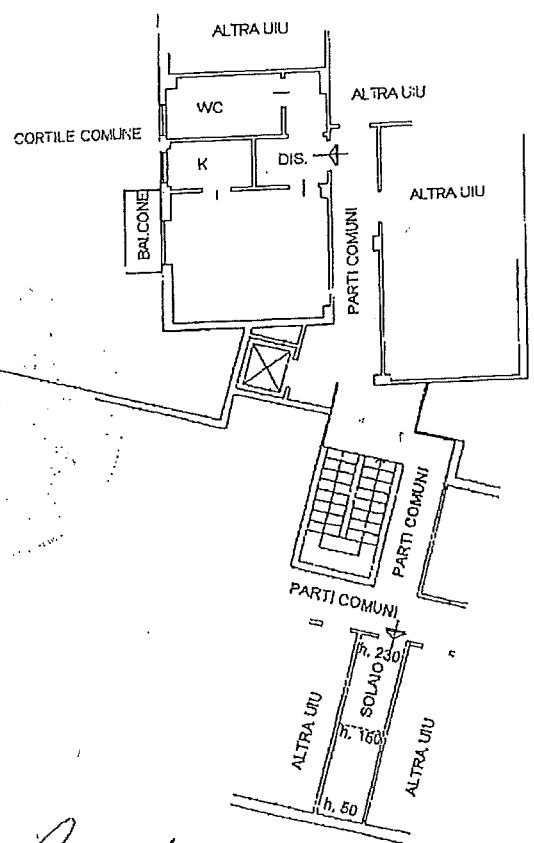 ALTRA UIU
ALTRA UIU
WC
CORTILE COMUNE
K
DIS.
ALTRA UIU
BALCONE
PARTI COMUNI
PARTI COMUNI
PARTI COMUNI
h. 230
SOLAIO
ALTRA UIU
h. 160
ALTRA UIU
h. 50